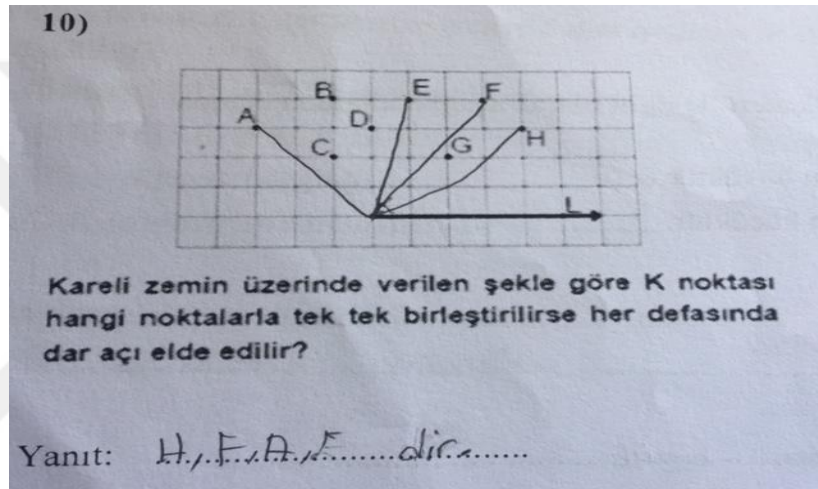 10)
B E F
A D H
C G
L
Kareli zemin üzerinde verilen şekle göre K noktası
hangi noktalarla tek tek birleştirilirse her defasında
dar açı elde edilir?
Yanıt: H, F, A, E ...... dir.......